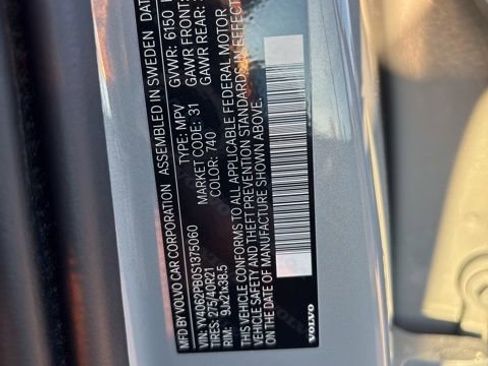 MFD BY VOLVO CAR CORPORATION ASSEMBLED IN SWEDEN DAT
VIN: YV4062PB0S1375060 TYPE: MPV GVWR: 6150
TIRES: 275/40R21 MARKET CODE: 31 GAWR FRONT:
RIM: 9Jx21x38.5 COLOR: 740 GAWR REAR:
THIS VEHICLE CONFORMS TO ALL APPLICABLE FEDERAL MOTOR
VEHICLE SAFETY AND THEFT PREVENTION STANDARDS IN EFFECT
ON THE DATE OF MANUFACTURE SHOWN ABOVE.
VOLVO